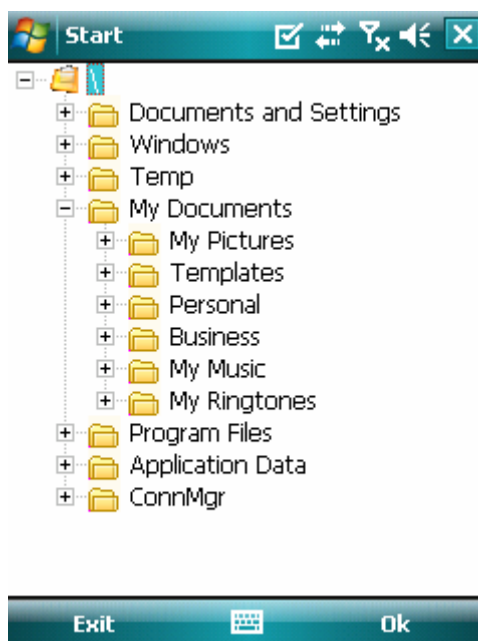 Start
\
Documents and Settings
Windows
Temp
My Documents
My Pictures
Templates
Personal
Business
My Music
My Ringtones
Program Files
Application Data
ConnMgr
Exit
Ok